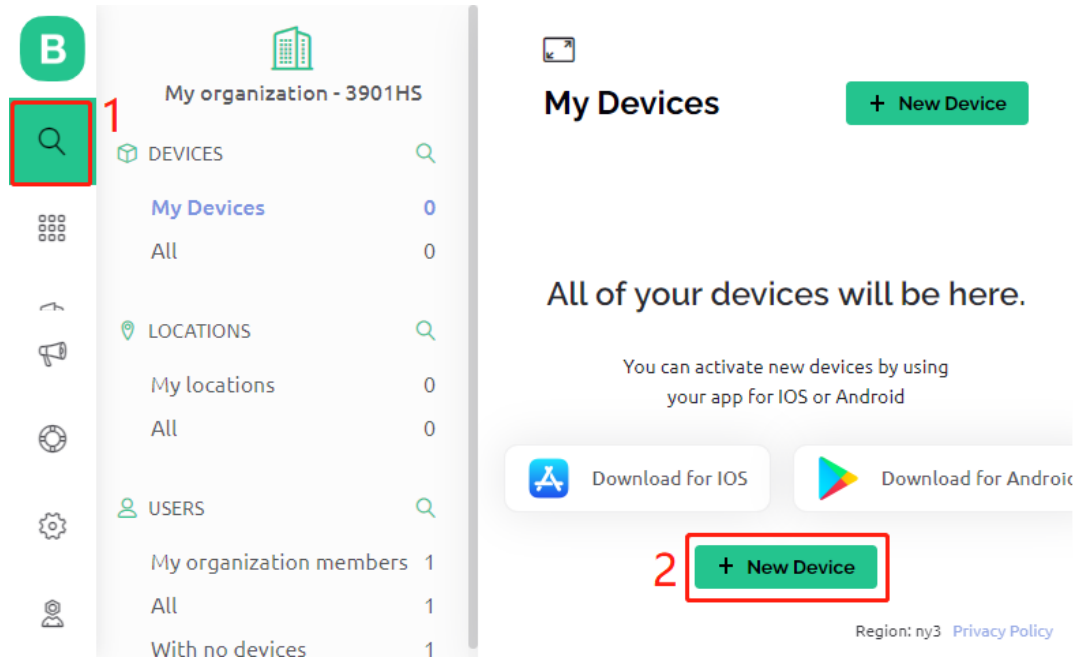 B
1
My organization - 3901HS
DEVICES
My Devices 0
All 0
LOCATIONS
My locations 0
All 0
USERS
My organization members 1
All 1
With no devices 1
My Devices
+ New Device
All of your devices will be here.
You can activate new devices by using
your app for IOS or Android
Download for IOS
Download for Androi
2
+ New Device
Region: ny3 Privacy Policy